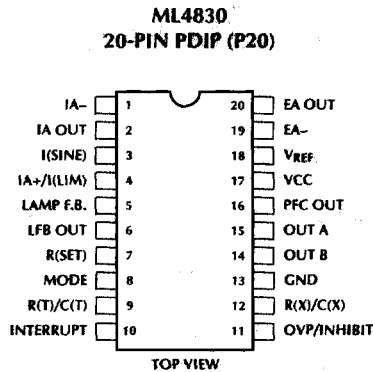 ML4830
20-PIN PDIP (P20)
IA– 1 20 EA OUT
IA OUT 2 19 EA–
I(SINE) 3 18 VREF
IA+/I(LIM) 4 17 VCC
LAMP F.B. 5 16 PFC OUT
LFB OUT 6 15 OUT A
R(SET) 7 14 OUT B
MODE 8 13 GND
R(T)/C(T) 9 12 R(X)/C(X)
INTERRUPT 10 11 OVP/INHIBIT
TOP VIEW